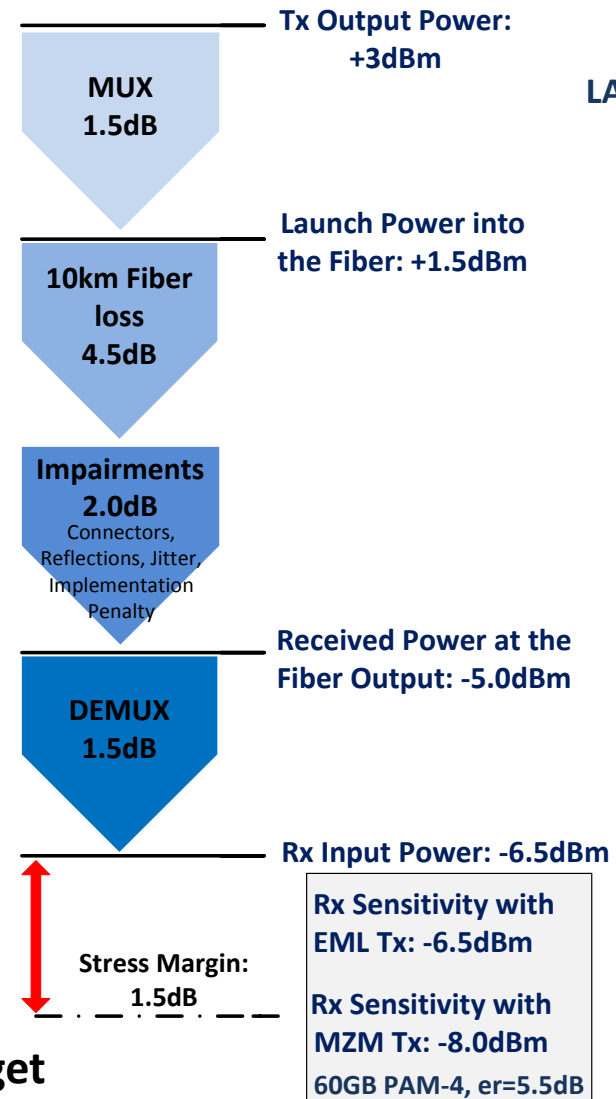 Tx Output Power:
+3dBm
LA
MUX
1.5dB
Launch Power into
the Fiber: +1.5dBm
10km Fiber
loss
4.5dB
Impairments
2.0dB
Connectors,
Reflections, Jitter,
Implementation
Penalty
Received Power at the
Fiber Output: -5.0dBm
DEMUX
1.5dB
Rx Input Power: -6.5dBm
Rx Sensitivity with
EML Tx: -6.5dBm
Stress Margin:
1.5dB
Rx Sensitivity with
MZM Tx: -8.0dBm
60GB PAM-4, er=5.5dB
get